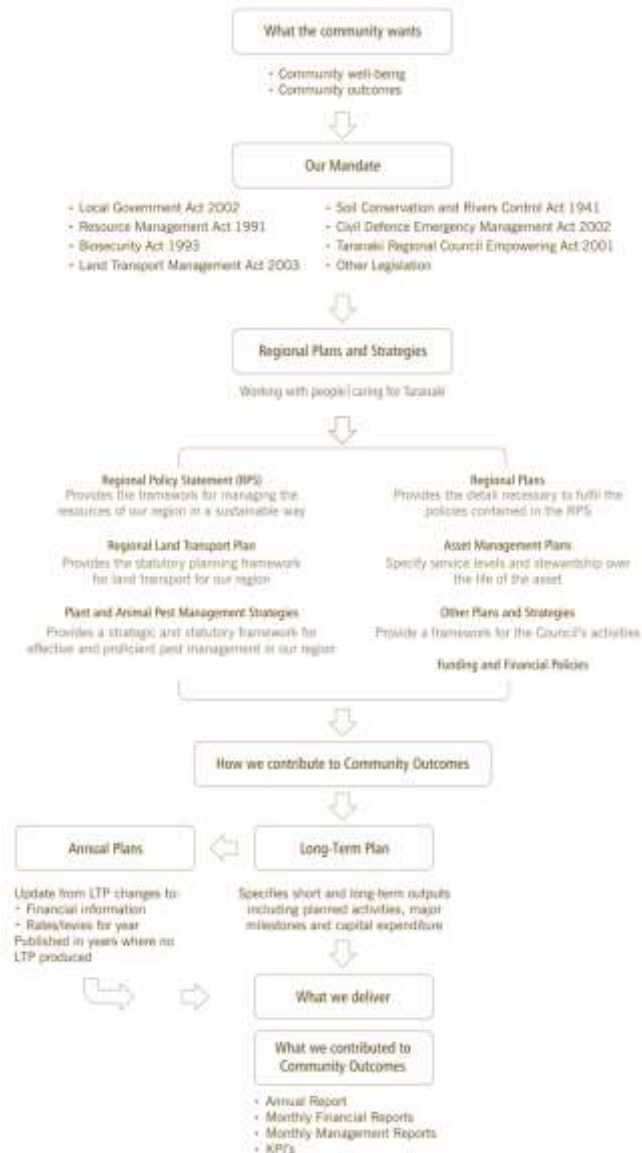 What the community wants
- Community well-being
- Community outcomes
Our Mandate
- Local Government Act 2002
- Resource Management Act 1991
- Biosecurity Act 1993
- Land Transport Management Act 2003
- Soil Conservation and Rivers Control Act 1941
- Civil Defence Emergency Management Act 2002
- Taranaki Regional Council Empowering Act 2001
- Other Legislation
Regional Plans and Strategies
Working with people | caring for Taranaki
Regional Policy Statement (RPS)
Provides the framework for managing the
resources of our region in a sustainable way
Regional Land Transport Plan
Provides the statutory planning framework
for land transport for our region
Plant and Animal Pest Management Strategies
Provides a strategic and statutory framework for
effective and proficient pest management in our region
Regional Plans
Provides the detail necessary to fulfil the
policies contained in the RPS
Asset Management Plans
Specify service levels and stewardship over
the life of the asset
Other Plans and Strategies
Provide a framework for the Council's activities
Funding and Financial Policies
How we contribute to Community Outcomes
Annual Plans
Update from LTP changes to:
- Financial information
- Rates/levies for year
Published in years where no
LTP produced
Long-Term Plan
Specifies short and long-term outputs
including planned activities, major
milestones and capital expenditure
What we deliver
What we contributed to
Community Outcomes
- Annual Report
- Monthly Financial Reports
- Monthly Management Reports
- KPI's